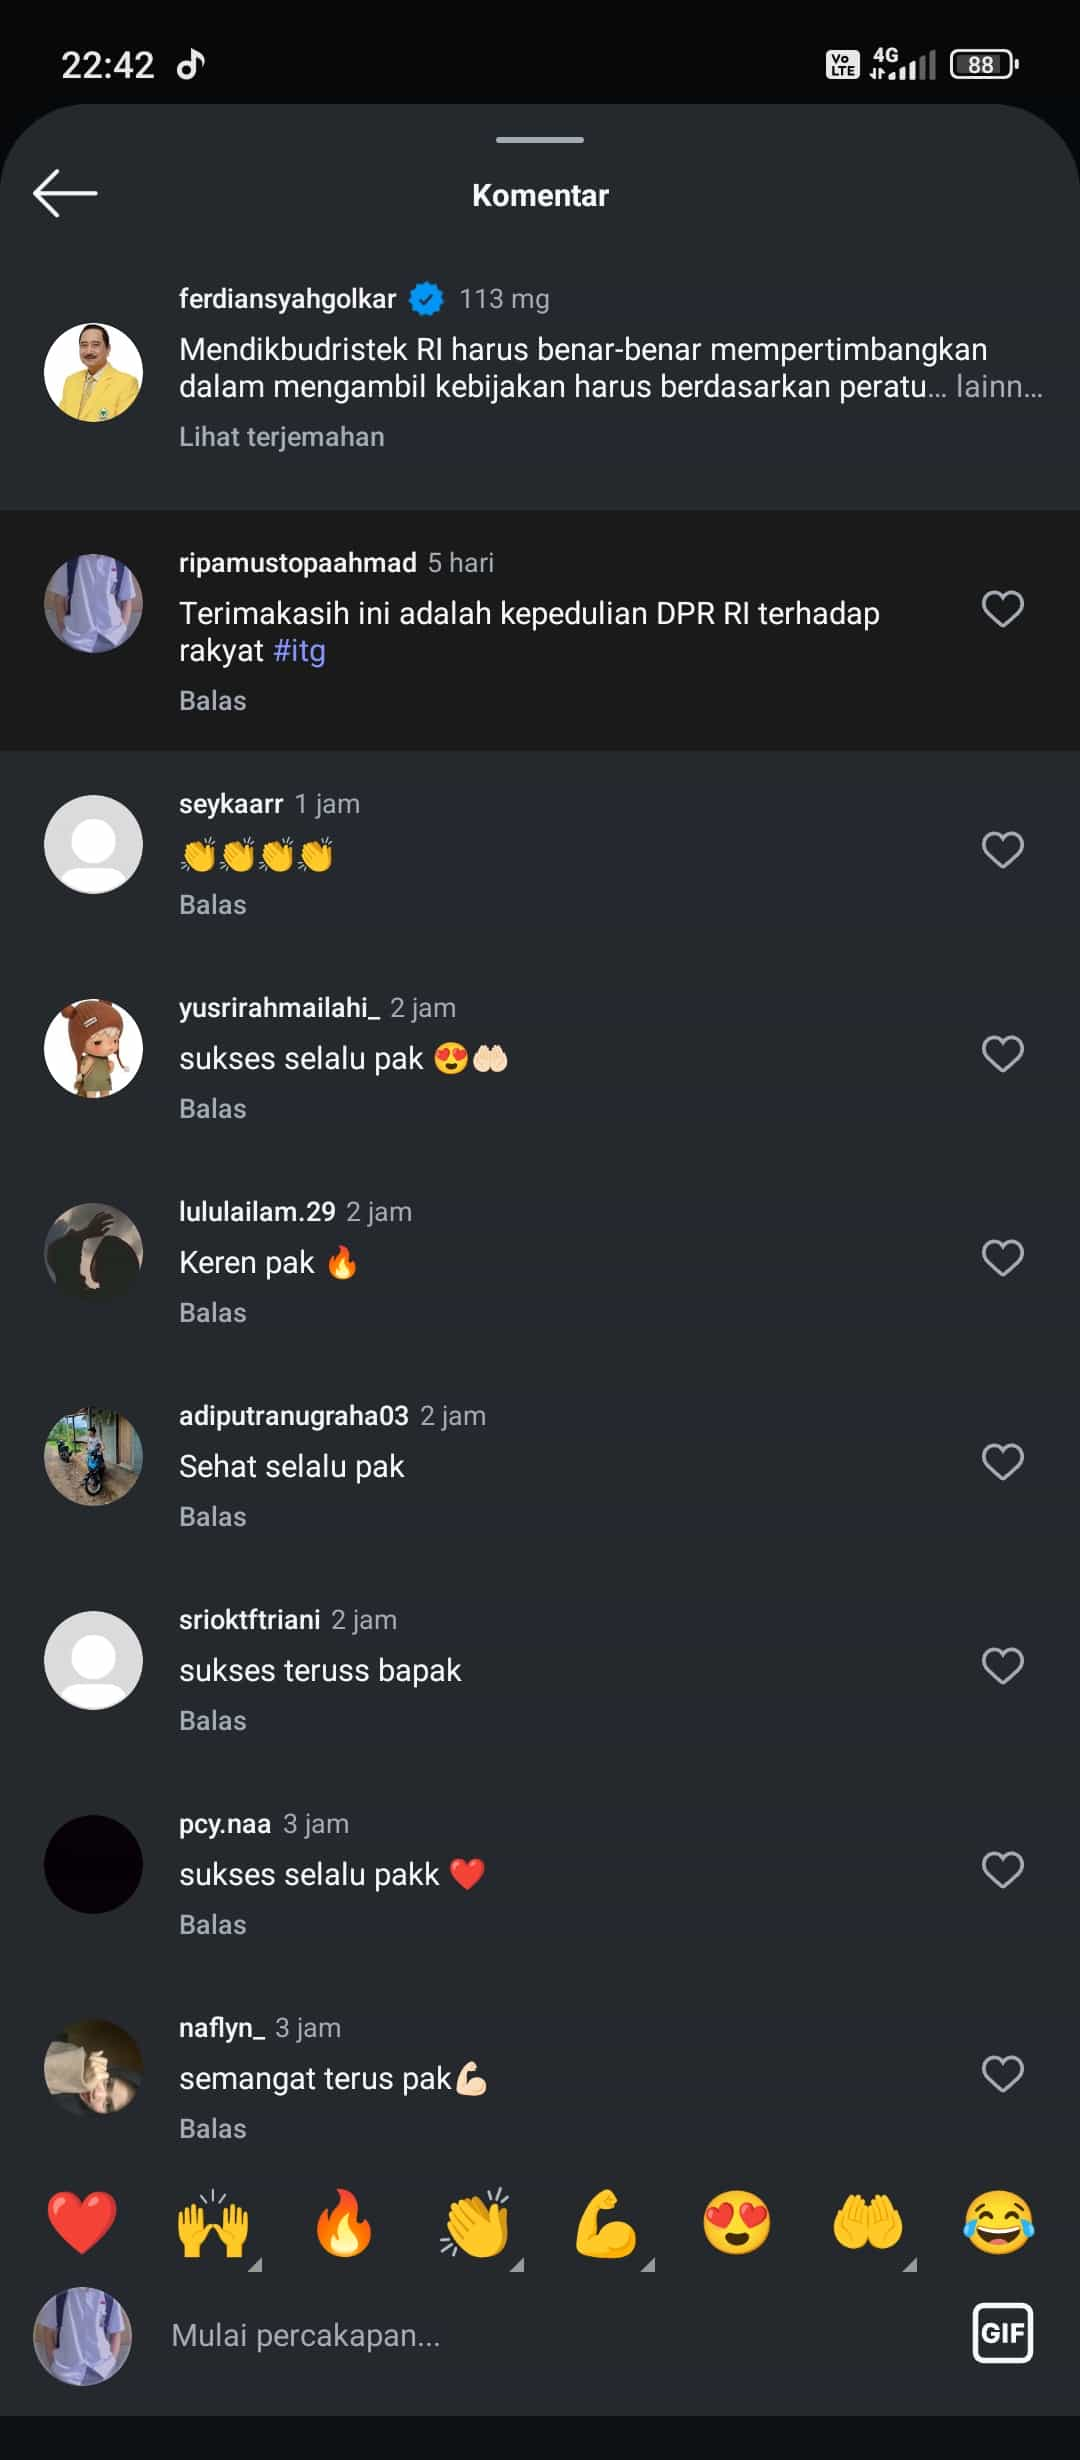 22:42
Vo LTE 4G 88
Komentar
ferdiansyahgolkar 113 mg
Mendikbudristek RI harus benar-benar mempertimbangkan
dalam mengambil kebijakan harus berdasarkan peratu... lainn...
Lihat terjemahan
ripamustopaahmad 5 hari
Terimakasih ini adalah kepedulian DPR RI terhadap
rakyat #itg
Balas
seykaarr 1 jam
👏👏👏👏
Balas
yusrirahmailahi_ 2 jam
sukses selalu pak 😍🤲🏻
Balas
lululailam.29 2 jam
Keren pak 🔥
Balas
adiputranugraha03 2 jam
Sehat selalu pak
Balas
srioktftriani 2 jam
sukses teruss bapak
Balas
pcy.naa 3 jam
sukses selalu pakk ❤️
Balas
naflyn_ 3 jam
semangat terus pak💪🏻
Balas
❤️ 🙌 🔥 👏 💪 😍 🤲 😂
Mulai percakapan...
GIF